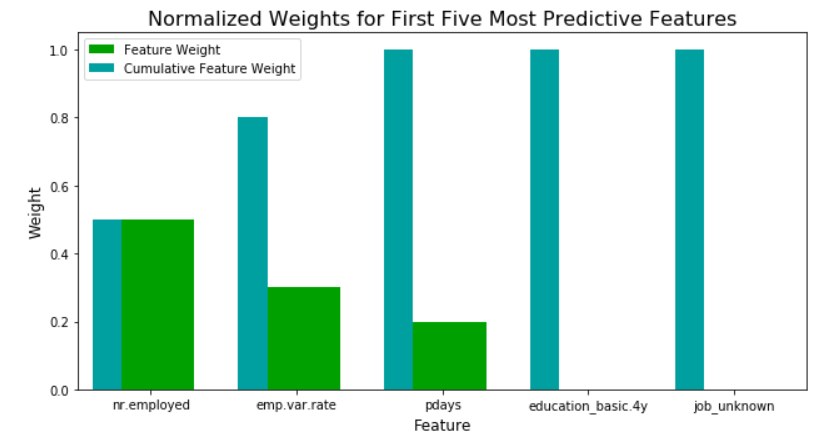 Normalized Weights for First Five Most Predictive Features
Feature Weight
Cumulative Feature Weight
Weight
1.0
0.8
0.6
0.4
0.2
0.0
nr.employed emp.var.rate pdays education_basic.4y job_unknown
Feature